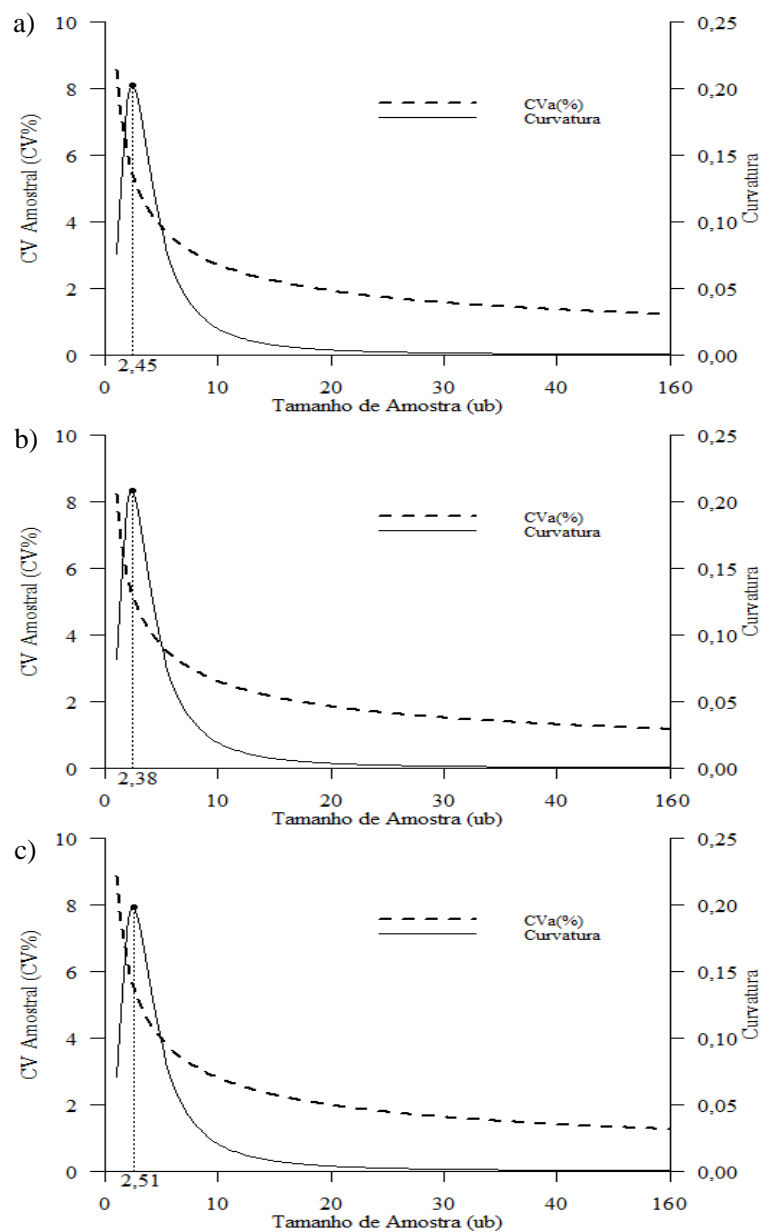 a)
10
8
6
4
2
0
CV Amostral (CV%)
CVa(%)
Curvatura
0,25
0,20
0,15
0,10
0,05
0,00
Curvatura
2,45
0 10 20 30 40 160
Tamanho de Amostra (ub)
b)
10
8
6
4
2
0
CV Amostral (CV%)
CVa(%)
Curvatura
0,25
0,20
0,15
0,10
0,05
0,00
Curvatura
2,38
0 10 20 30 40 160
Tamanho de Amostra (ub)
c)
10
8
6
4
2
0
CV Amostral (CV%)
CVa(%)
Curvatura
0,25
0,20
0,15
0,10
0,05
0,00
Curvatura
2,51
0 10 20 30 40 160
Tamanho de Amostra (ub)